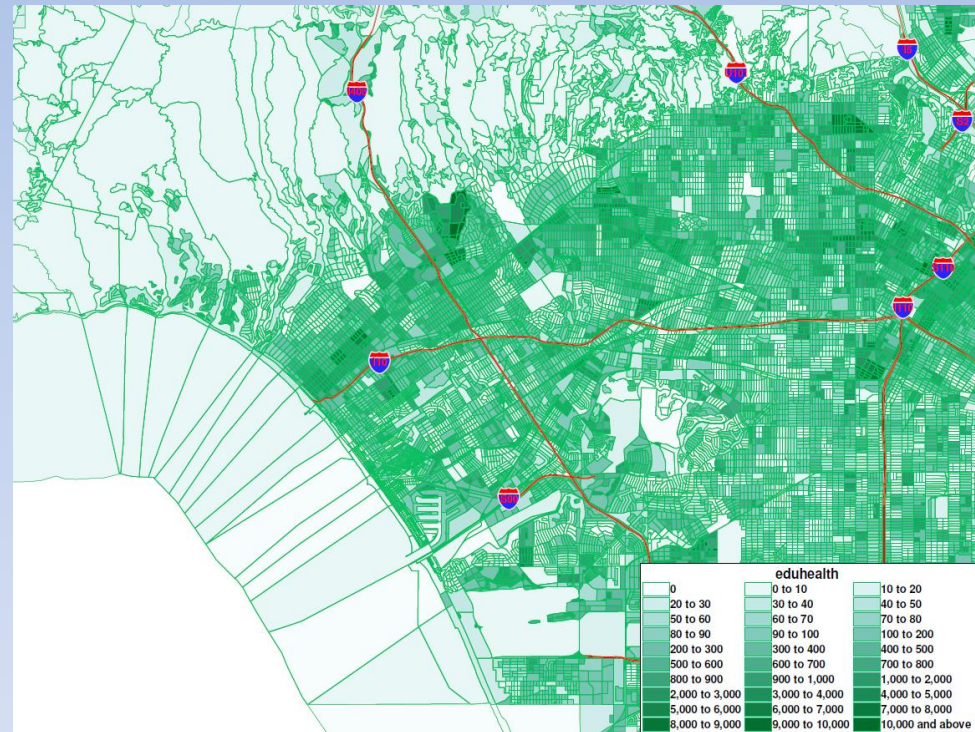 405
101
5
10
90
eduhealth
0 0 to 10 10 to 20
20 to 30 30 to 40 40 to 50
50 to 60 60 to 70 70 to 80
80 to 90 90 to 100 100 to 200
200 to 300 300 to 400 400 to 500
500 to 600 600 to 700 700 to 800
800 to 900 900 to 1,000 1,000 to 2,000
2,000 to 3,000 3,000 to 4,000 4,000 to 5,000
5,000 to 6,000 6,000 to 7,000 7,000 to 8,000
8,000 to 9,000 9,000 to 10,000 10,000 and above